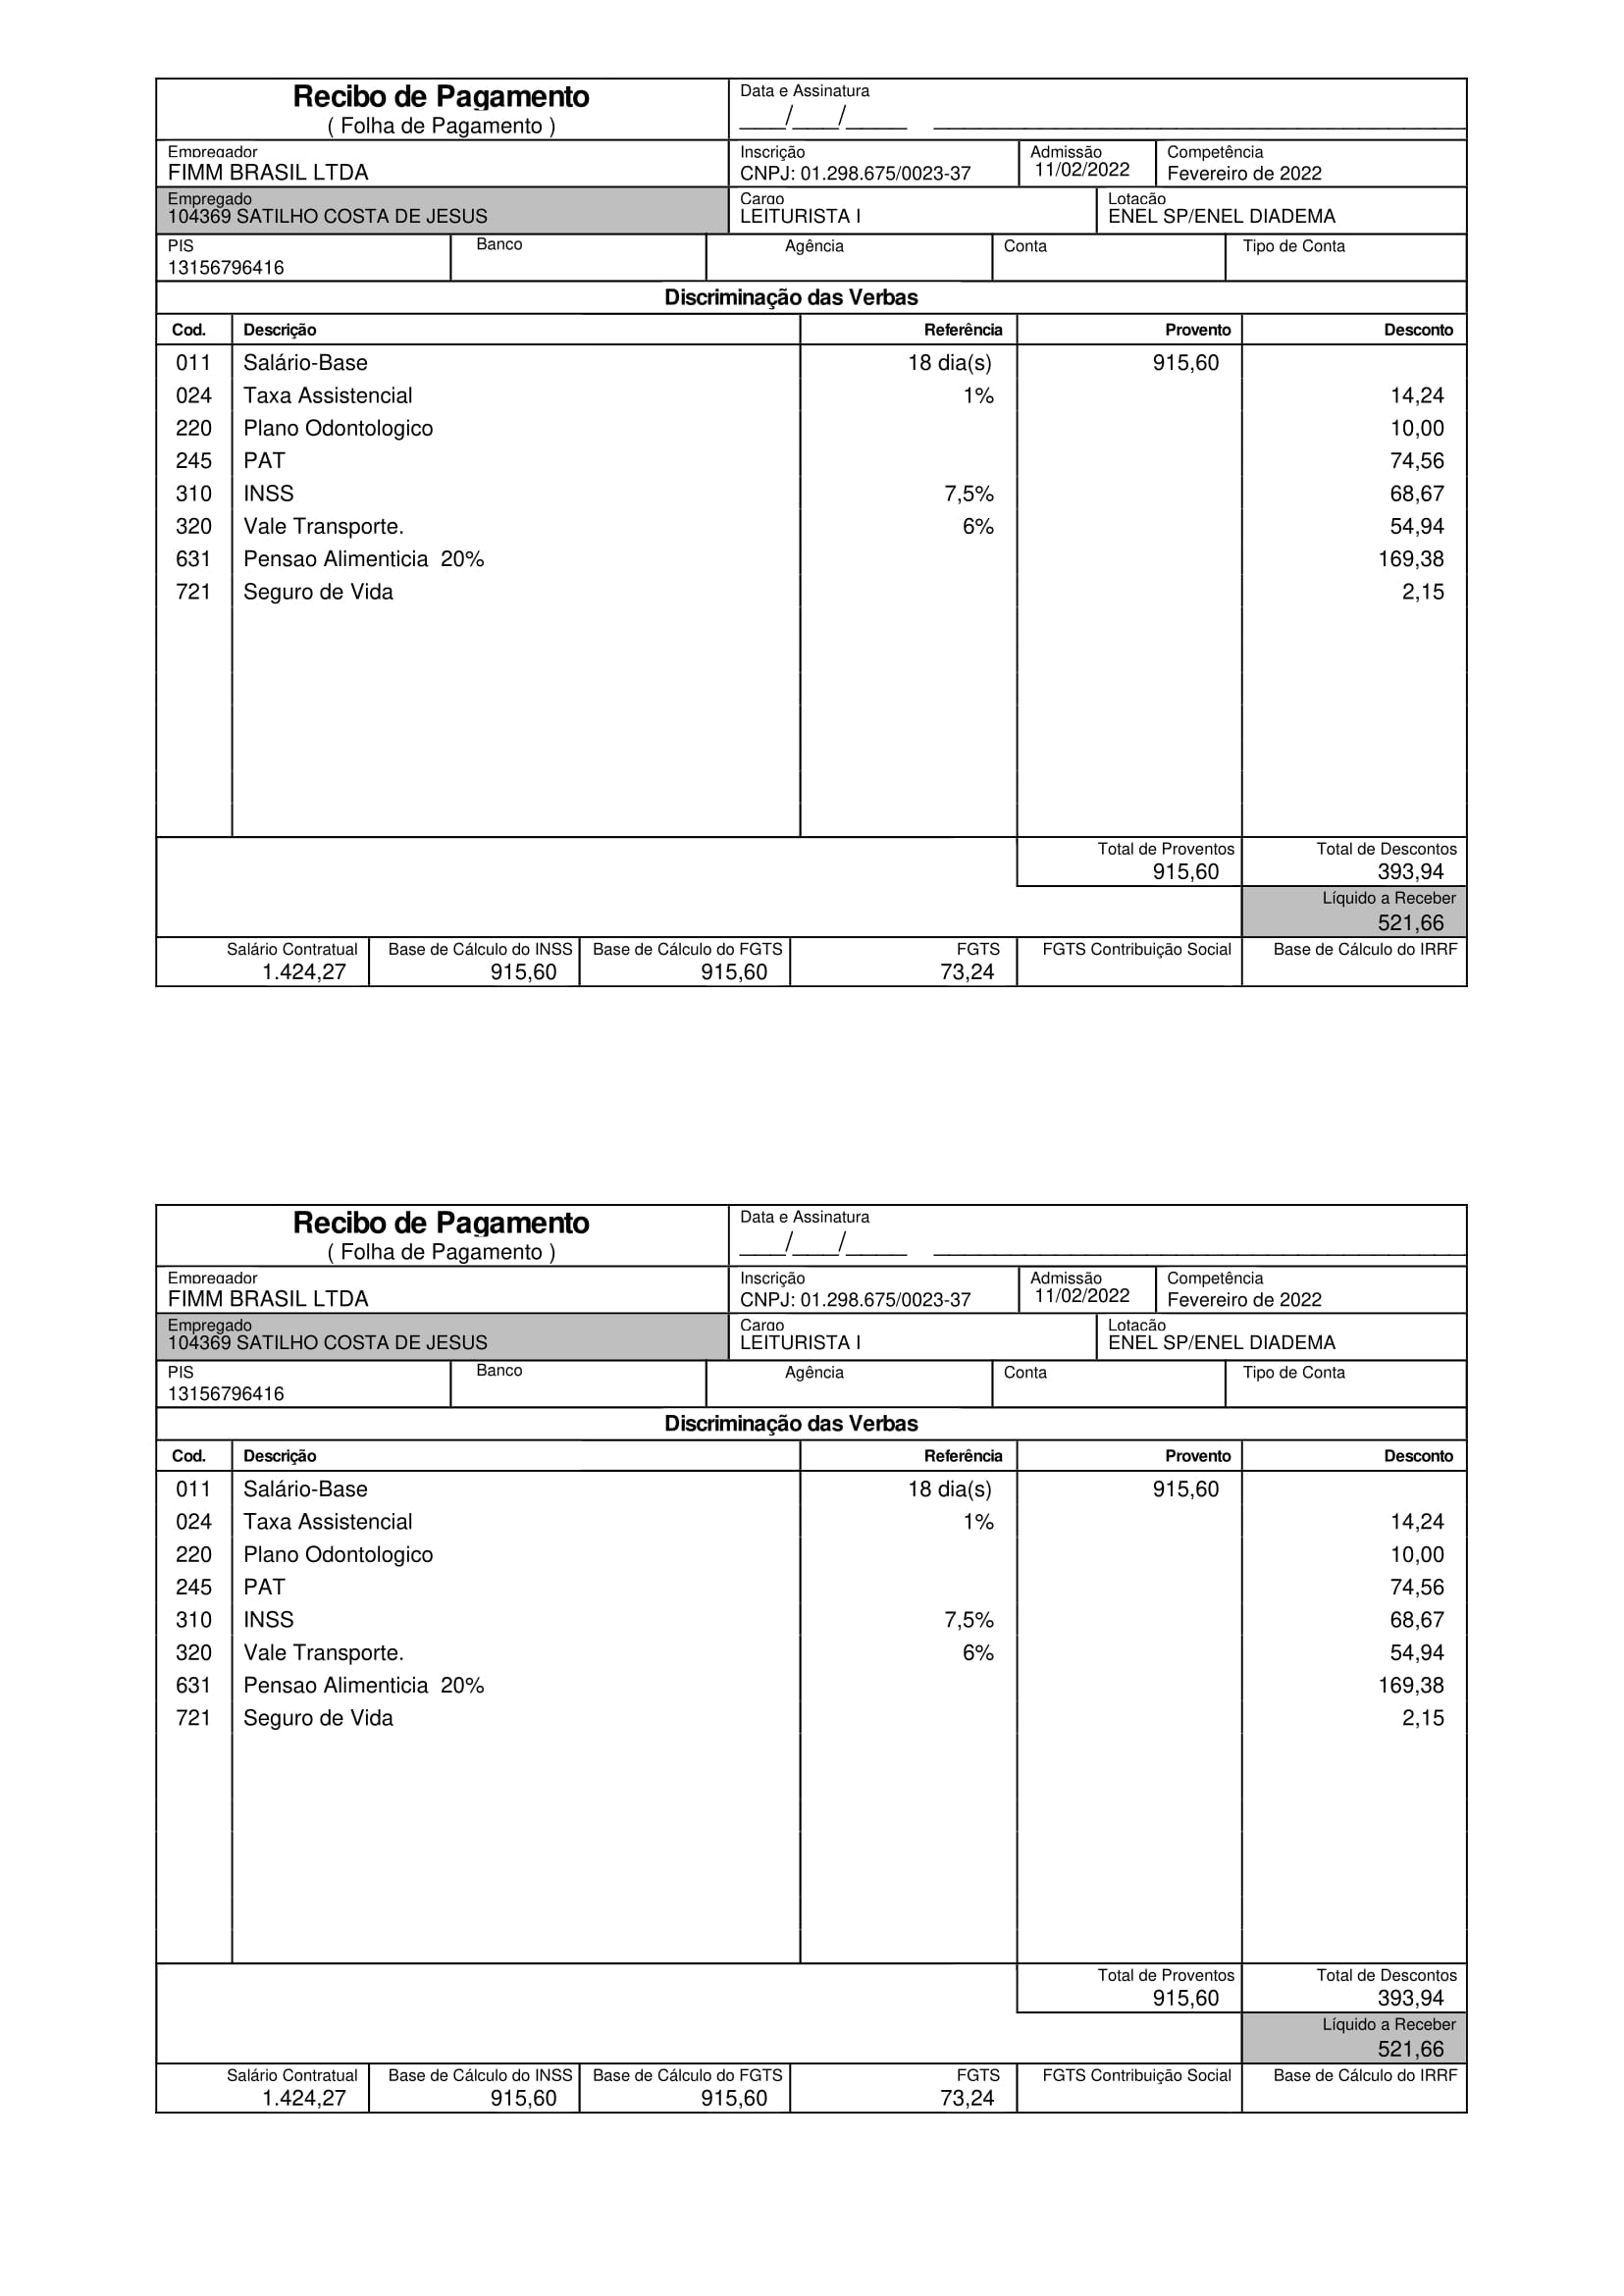 Recibo de Pagamento
( Folha de Pagamento )
Data e Assinatura
___/___/____ ________________________________
Empregador
FIMM BRASIL LTDA
Inscrição
CNPJ: 01.298.675/0023-37
Admissão
11/02/2022
Competência
Fevereiro de 2022
Empregado
104369 SATILHO COSTA DE JESUS
Cargo
LEITURISTA I
Lotação
ENEL SP/ENEL DIADEMA
PIS
13156796416
Banco
Agência
Conta
Tipo de Conta
Discriminação das Verbas
Cod. Descrição Referência Provento Desconto
011 Salário-Base 18 dia(s) 915,60
024 Taxa Assistencial 1% 14,24
220 Plano Odontologico 10,00
245 PAT 74,56
310 INSS 7,5% 68,67
320 Vale Transporte. 6% 54,94
631 Pensao Alimenticia 20% 169,38
721 Seguro de Vida 2,15
Total de Proventos Total de Descontos
915,60 393,94
Líquido a Receber
521,66
Salário Contratual Base de Cálculo do INSS Base de Cálculo do FGTS FGTS FGTS Contribuição Social Base de Cálculo do IRRF
1.424,27 915,60 915,60 73,24
Recibo de Pagamento
( Folha de Pagamento )
Data e Assinatura
___/___/____ ________________________________
Empregador
FIMM BRASIL LTDA
Inscrição
CNPJ: 01.298.675/0023-37
Admissão
11/02/2022
Competência
Fevereiro de 2022
Empregado
104369 SATILHO COSTA DE JESUS
Cargo
LEITURISTA I
Lotação
ENEL SP/ENEL DIADEMA
PIS
13156796416
Banco
Agência
Conta
Tipo de Conta
Discriminação das Verbas
Cod. Descrição Referência Provento Desconto
011 Salário-Base 18 dia(s) 915,60
024 Taxa Assistencial 1% 14,24
220 Plano Odontologico 10,00
245 PAT 74,56
310 INSS 7,5% 68,67
320 Vale Transporte. 6% 54,94
631 Pensao Alimenticia 20% 169,38
721 Seguro de Vida 2,15
Total de Proventos Total de Descontos
915,60 393,94
Líquido a Receber
521,66
Salário Contratual Base de Cálculo do INSS Base de Cálculo do FGTS FGTS FGTS Contribuição Social Base de Cálculo do IRRF
1.424,27 915,60 915,60 73,24